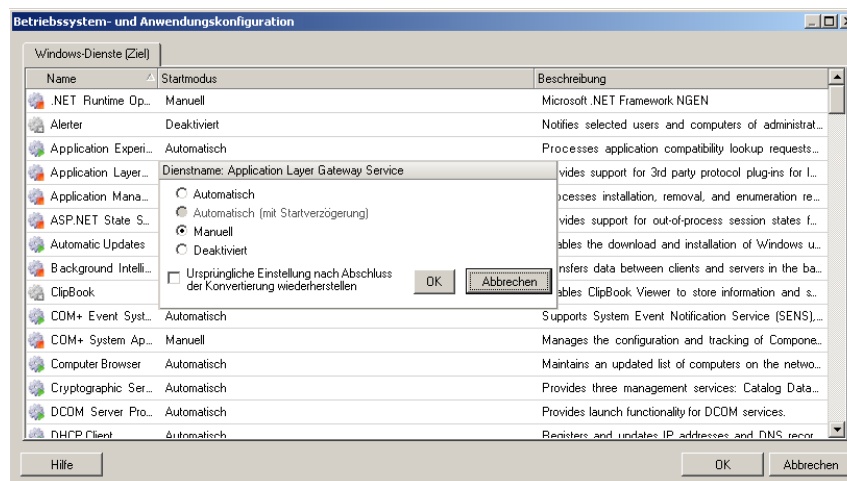 Betriebssystem- und Anwendungskonfiguration
Windows-Dienste (Ziel)
Name Startmodus Beschreibung
.NET Runtime Op... Manuell Microsoft .NET Framework NGEN
Alerter Deaktiviert Notifies selected users and computers of administrat...
Application Experi... Automatisch Processes application compatibility lookup requests...
Application Layer... vides support for 3rd party protocol plug-ins for I...
Application Mana... ocesses installation, removal, and enumeration re...
ASP.NET State S... vides support for out-of-process session states f...
Automatic Updates ables the download and installation of Windows u...
Background Intelli... nsfers data between clients and servers in the ba...
ClipBook ables ClipBook Viewer to store information and s...
Dienstname: Application Layer Gateway Service
Automatisch
Automatisch (mit Startverzögerung)
Manuell
Deaktiviert
Ursprüngliche Einstellung nach Abschluss
der Konvertierung wiederherstellen
OK Abbrechen
COM+ Event Syst... Automatisch Supports System Event Notification Service (SENS),...
COM+ System Ap... Manuell Manages the configuration and tracking of Compone...
Computer Browser Automatisch Maintains an updated list of computers on the netwo...
Cryptographic Ser... Automatisch Provides three management services: Catalog Data...
DCOM Server Pro... Automatisch Provides launch functionality for DCOM services.
DHCP Client Automatisch Registers and updates IP addresses and DNS recor...
Hilfe OK Abbrechen